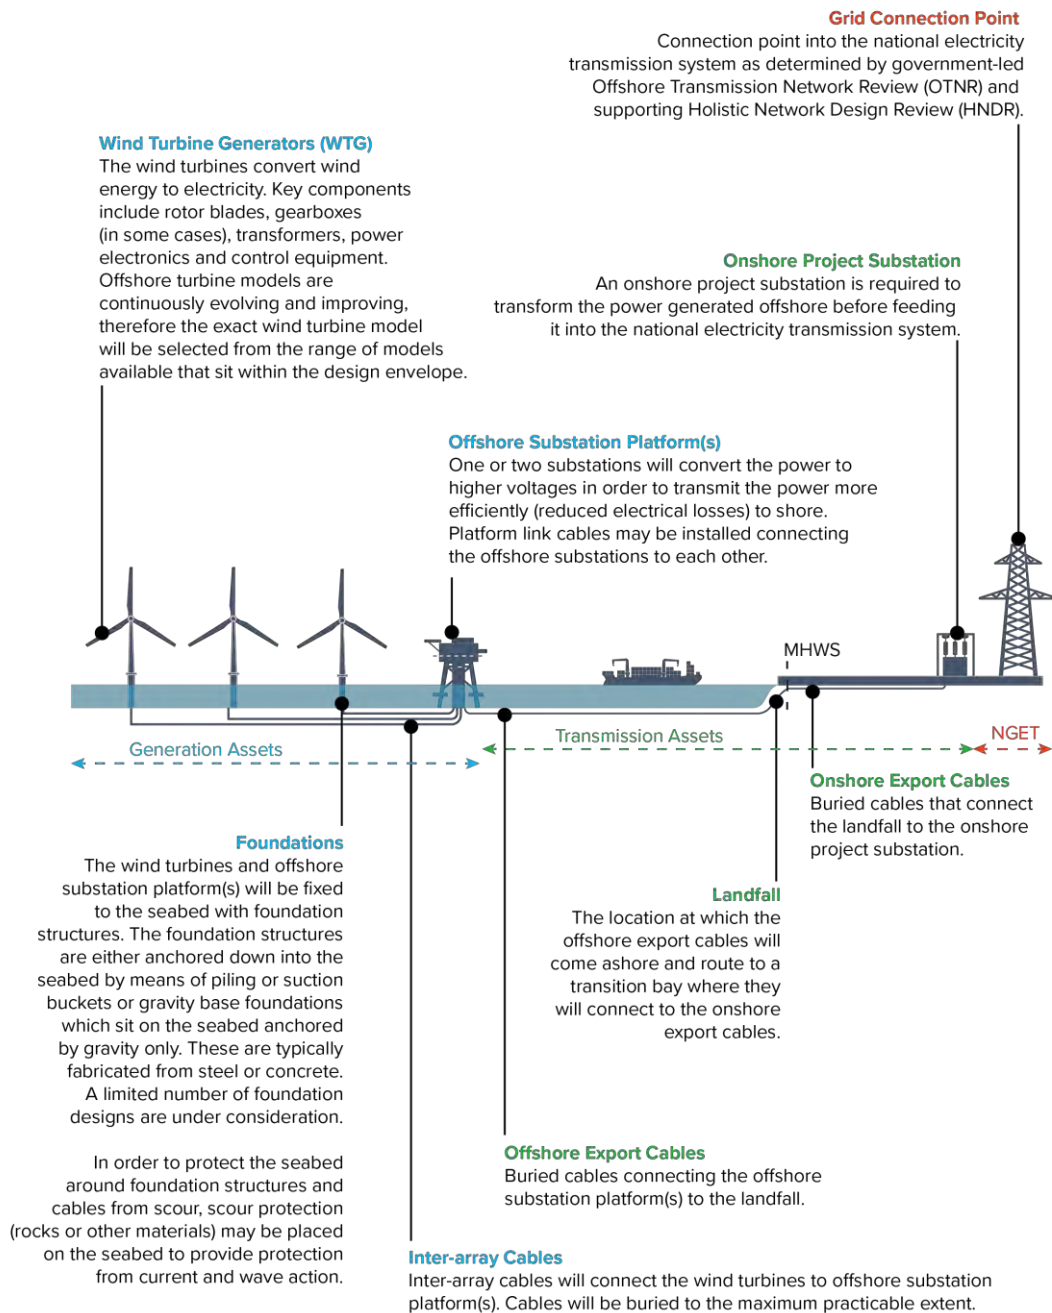 Grid Connection Point
Connection point into the national electricity
transmission system as determined by government-led
Offshore Transmission Network Review (OTNR) and
supporting Holistic Network Design Review (HNDR).
Wind Turbine Generators (WTG)
The wind turbines convert wind
energy to electricity. Key components
include rotor blades, gearboxes
(in some cases), transformers, power
electronics and control equipment.
Offshore turbine models are
continuously evolving and improving,
therefore the exact wind turbine model
will be selected from the range of models
available that sit within the design envelope.
Onshore Project Substation
An onshore project substation is required to
transform the power generated offshore before feeding
it into the national electricity transmission system.
Offshore Substation Platform(s)
One or two substations will convert the power to
higher voltages in order to transmit the power more
efficiently (reduced electrical losses) to shore.
Platform link cables may be installed connecting
the offshore substations to each other.
MHWS
Generation Assets
Transmission Assets
NGET
Onshore Export Cables
Buried cables that connect
the landfall to the onshore
project substation.
Foundations
The wind turbines and offshore
substation platform(s) will be fixed
to the seabed with foundation
structures. The foundation structures
are either anchored down into the
seabed by means of piling or suction
buckets or gravity base foundations
which sit on the seabed anchored
by gravity only. These are typically
fabricated from steel or concrete.
A limited number of foundation
designs are under consideration.
In order to protect the seabed
around foundation structures and
cables from scour, scour protection
(rocks or other materials) may be placed
on the seabed to provide protection
from current and wave action.
Landfall
The location at which the
offshore export cables will
come ashore and route to a
transition bay where they
will connect to the onshore
export cables.
Offshore Export Cables
Buried cables connecting the offshore
substation platform(s) to the landfall.
Inter-array Cables
Inter-array cables will connect the wind turbines to offshore substation
platform(s). Cables will be buried to the maximum practicable extent.